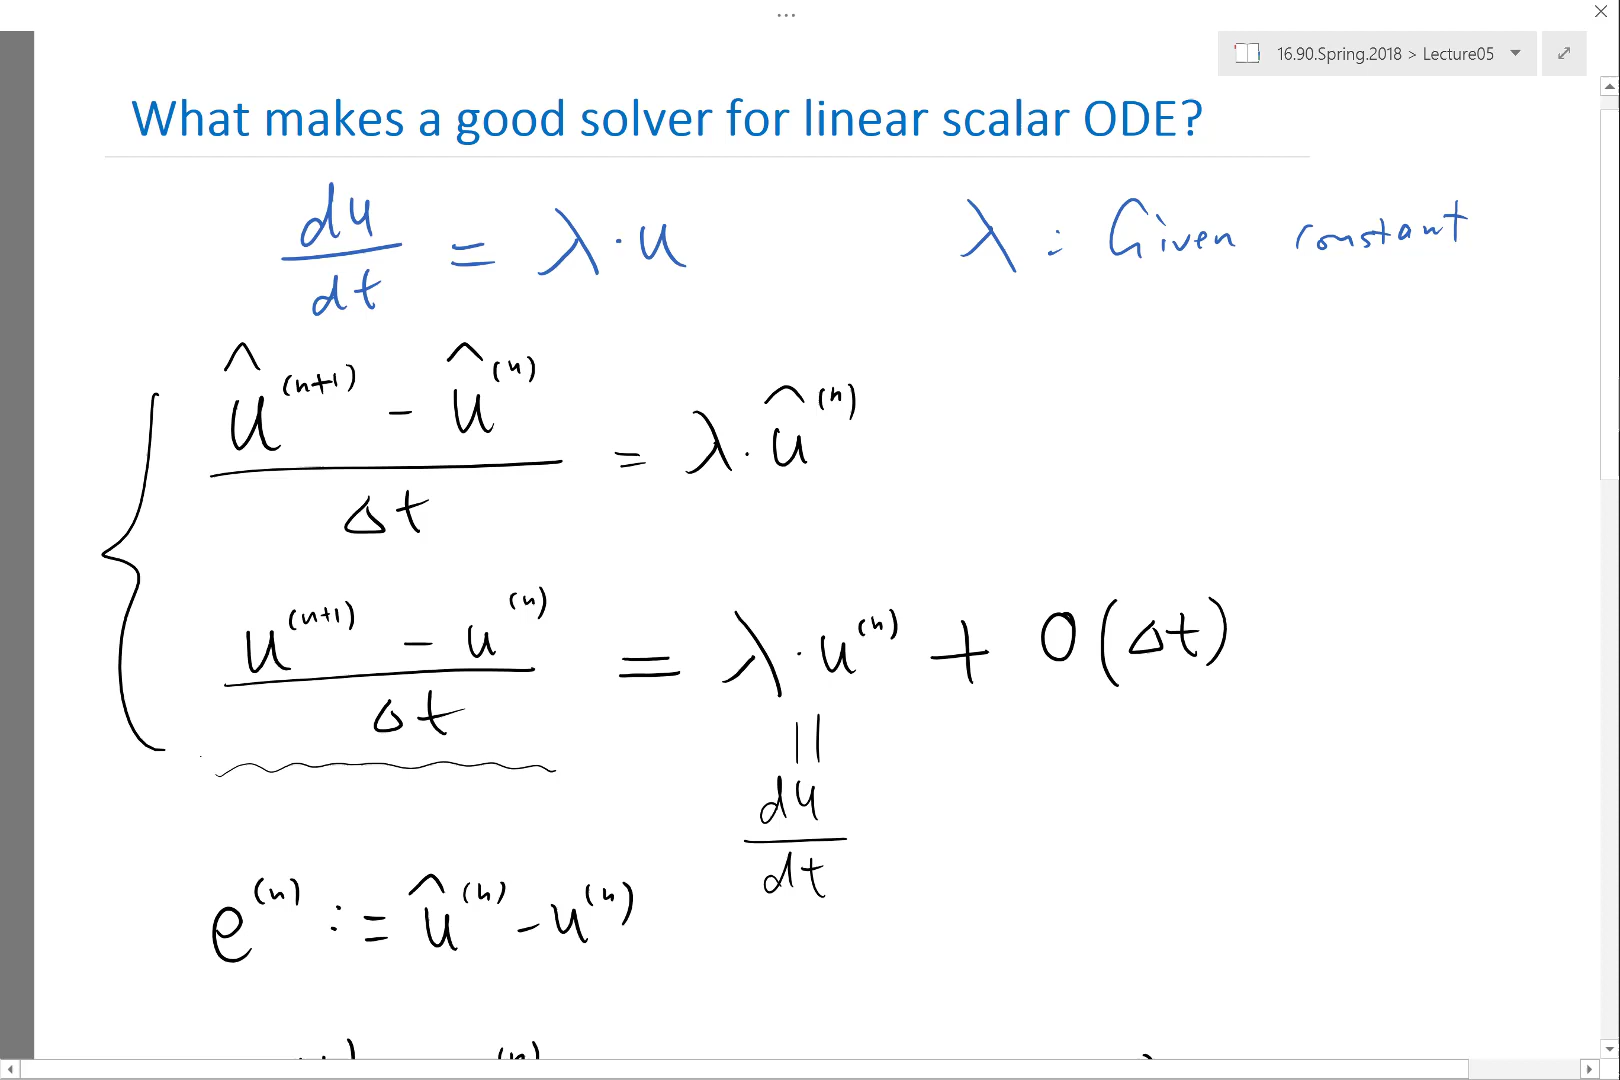 16.90.Spring.2018 > Lecture05
What makes a good solver for linear scalar ODE?
du/dt = λ · u    λ : Given constant
(û^(n+1) - û^(n))/Δt = λ · û^(n)
(u^(n+1) - u^(n))/Δt = λ · u^(n) + O(Δt)
||
du/dt
e^(n) := û^(n) - u^(n)